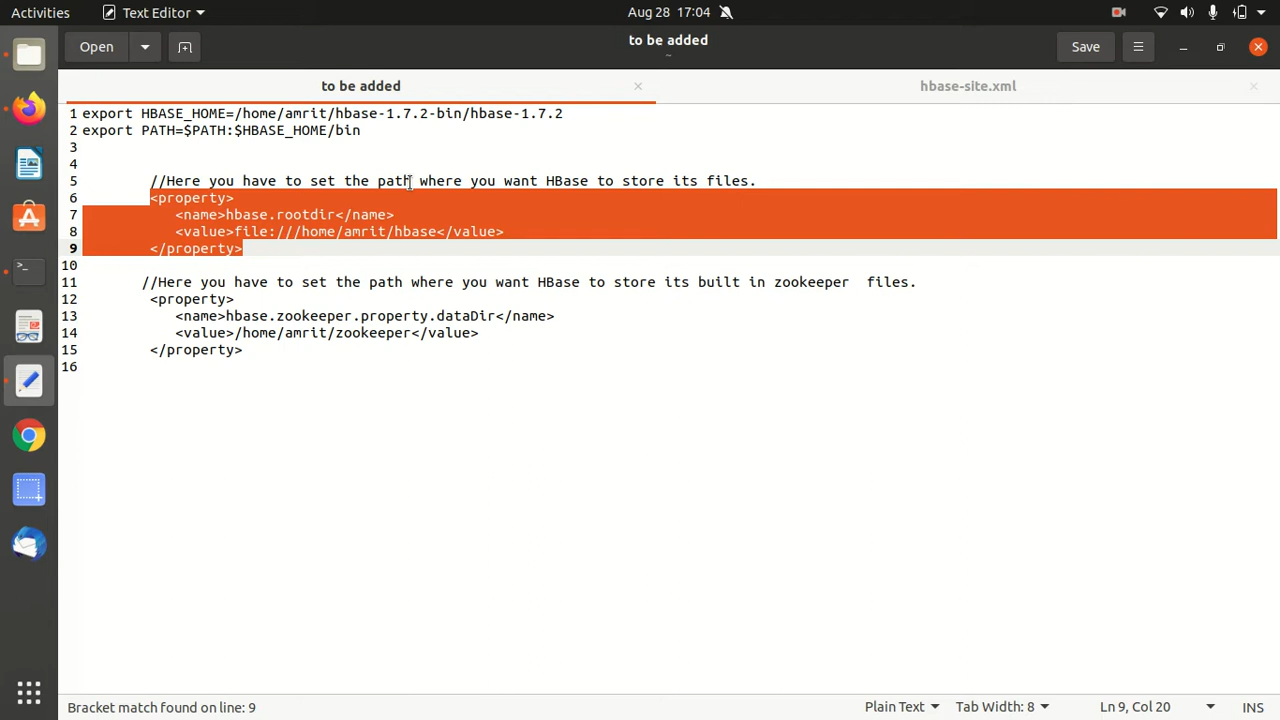 Activities Text Editor Aug 28 17:04
Open to be added Save
~
to be added hbase-site.xml
1 export HBASE_HOME=/home/amrit/hbase-1.7.2-bin/hbase-1.7.2
2 export PATH=$PATH:$HBASE_HOME/bin
3
4
5 //Here you have to set the path where you want HBase to store its files.
6 <property>
7 <name>hbase.rootdir</name>
8 <value>file:///home/amrit/hbase</value>
9 </property>
10
11 //Here you have to set the path where you want HBase to store its built in zookeeper  files.
12 <property>
13 <name>hbase.zookeeper.property.dataDir</name>
14 <value>/home/amrit/zookeeper</value>
15 </property>
16
Bracket match found on line: 9 Plain Text Tab Width: 8 Ln 9, Col 20 INS